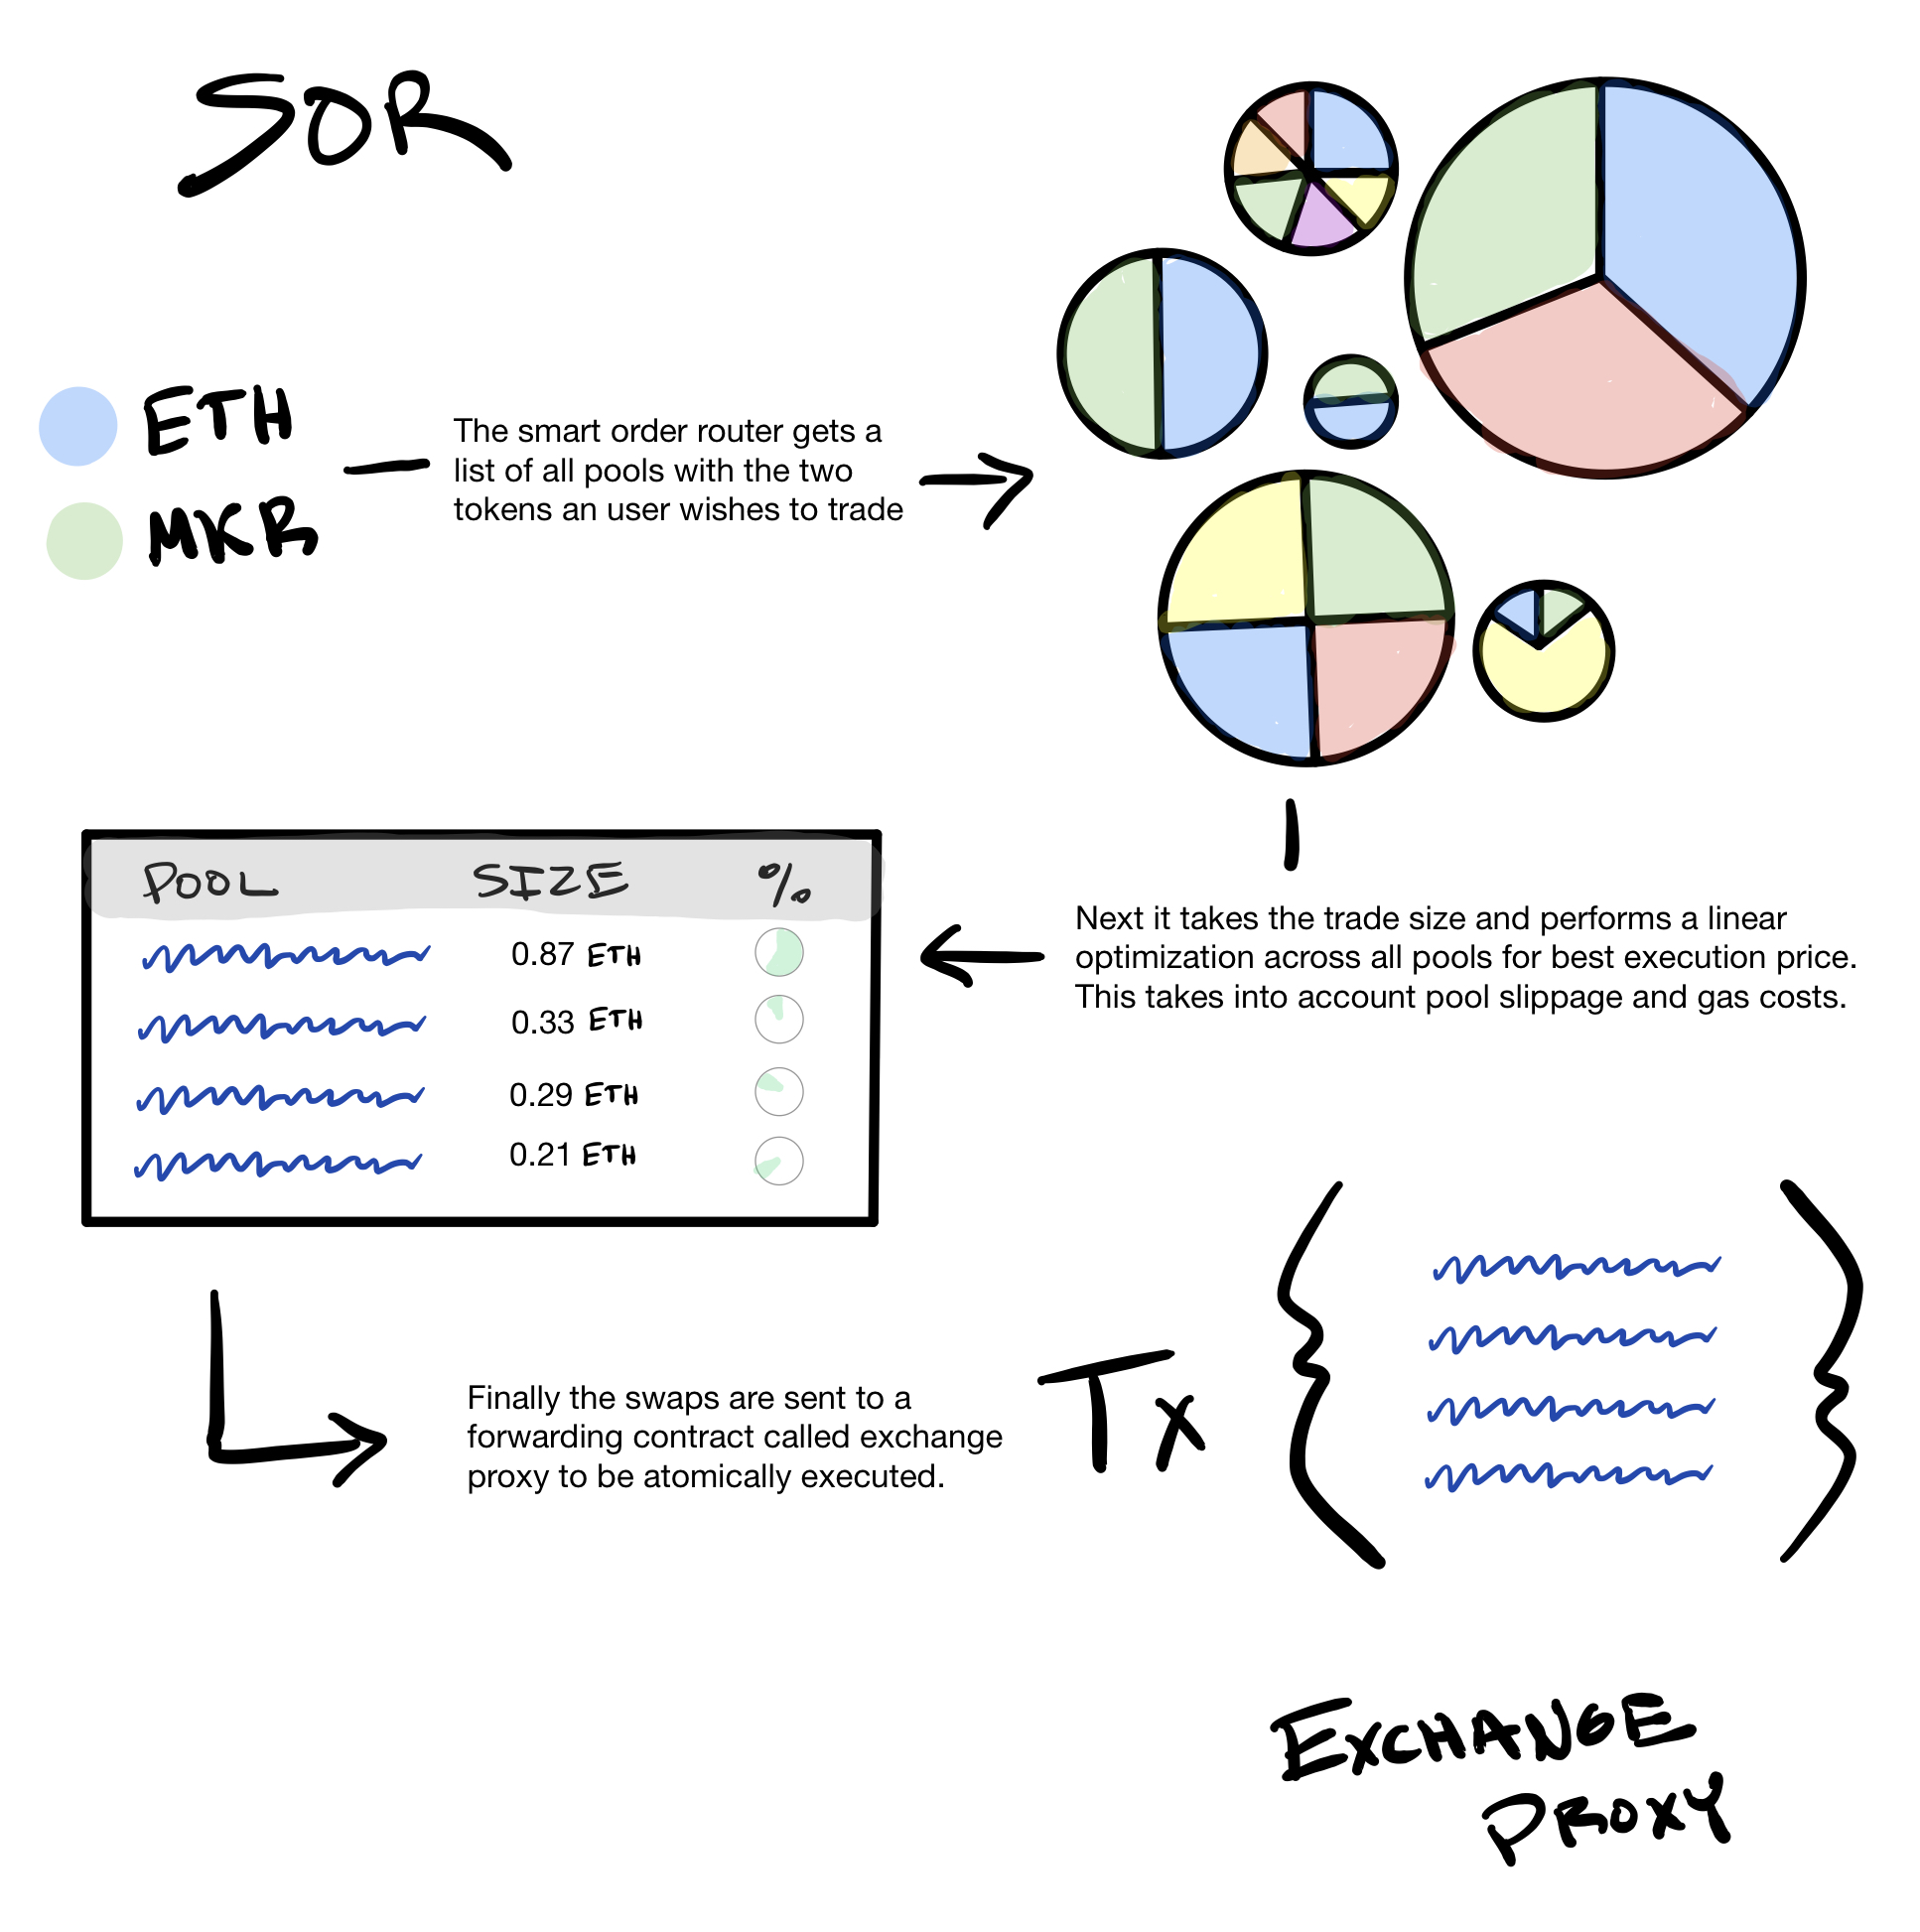 SOR
ETH
MKR
The smart order router gets a
list of all pools with the two
tokens an user wishes to trade
POOL SIZE %
0.87 ETH
0.33 ETH
0.29 ETH
0.21 ETH
Next it takes the trade size and performs a linear
optimization across all pools for best execution price.
This takes into account pool slippage and gas costs.
Finally the swaps are sent to a
forwarding contract called exchange
proxy to be atomically executed.
Tx { }
EXCHANGE
PROXY